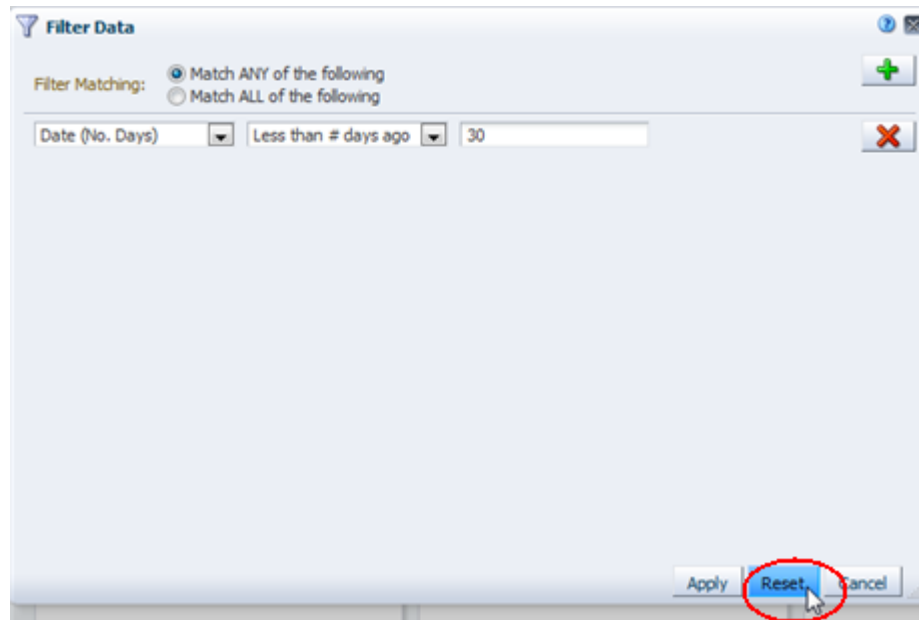 Filter Data
Filter Matching:
Match ANY of the following
Match ALL of the following
Date (No. Days) Less than # days ago 30
Apply Reset Cancel